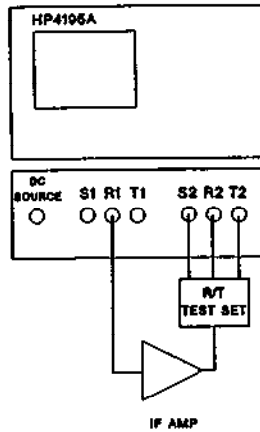 HP4195A
DC
SOURCE
S1 R1 T1
S2 R2 T2
R/T
TEST SET
IF AMP